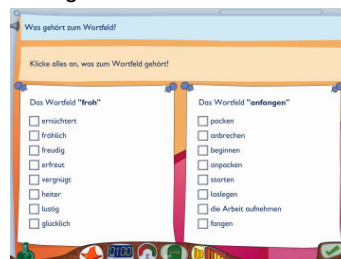 Was gehört zum Wortfeld?
Klicke alles an, was zum Wortfeld gehört!
Das Wortfeld "froh"
ernüchtert
fröhlich
freudig
erfreut
vergnügt
heiter
lustig
glücklich
Das Wortfeld "anfangen"
packen
anbrechen
beginnen
anpacken
starten
loslegen
die Arbeit aufnehmen
fangen